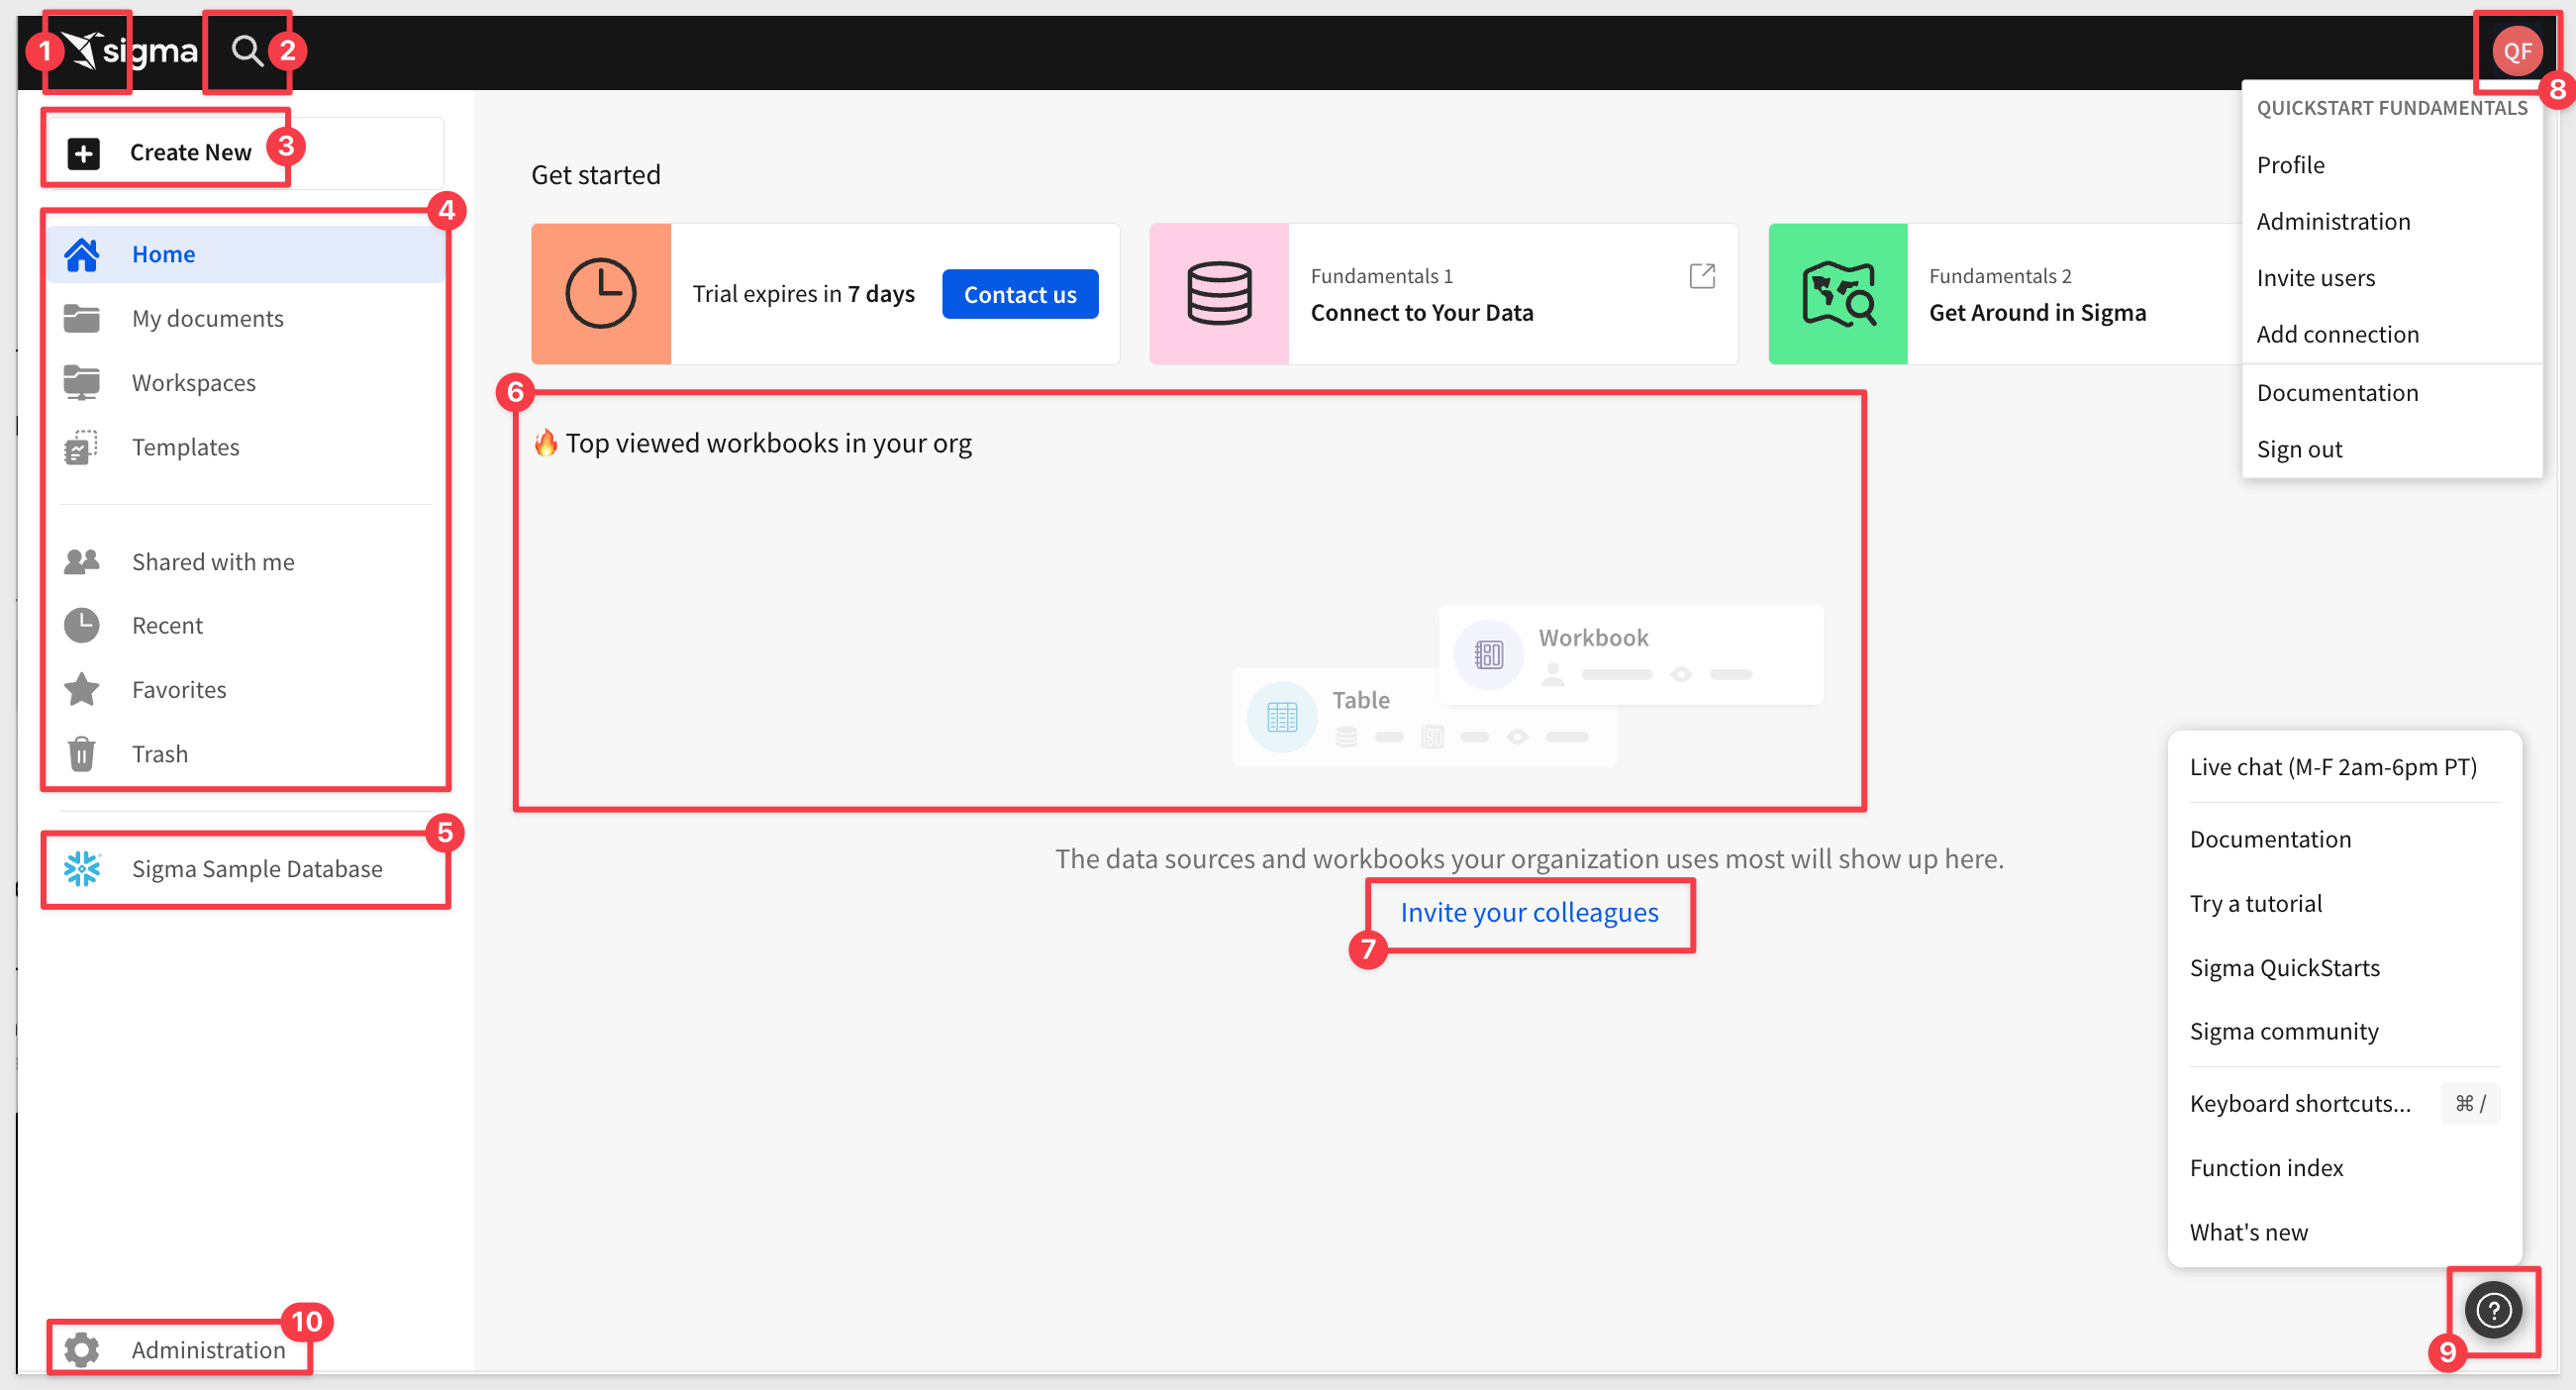 1
sigma
2
QF
8
3
Create New
QUICKSTART FUNDAMENTALS
Profile
Administration
Invite users
Add connection
Documentation
Sign out
4
Home
My documents
Workspaces
Templates
Shared with me
Recent
Favorites
Trash
5
Sigma Sample Database
10
Administration
Get started
Trial expires in 7 days
Contact us
Fundamentals 1
Connect to Your Data
Fundamentals 2
Get Around in Sigma
6
🔥 Top viewed workbooks in your org
Workbook
Table
The data sources and workbooks your organization uses most will show up here.
Invite your colleagues
7
Live chat (M-F 2am-6pm PT)
Documentation
Try a tutorial
Sigma QuickStarts
Sigma community
Keyboard shortcuts... ⌘ /
Function index
What's new
?
9